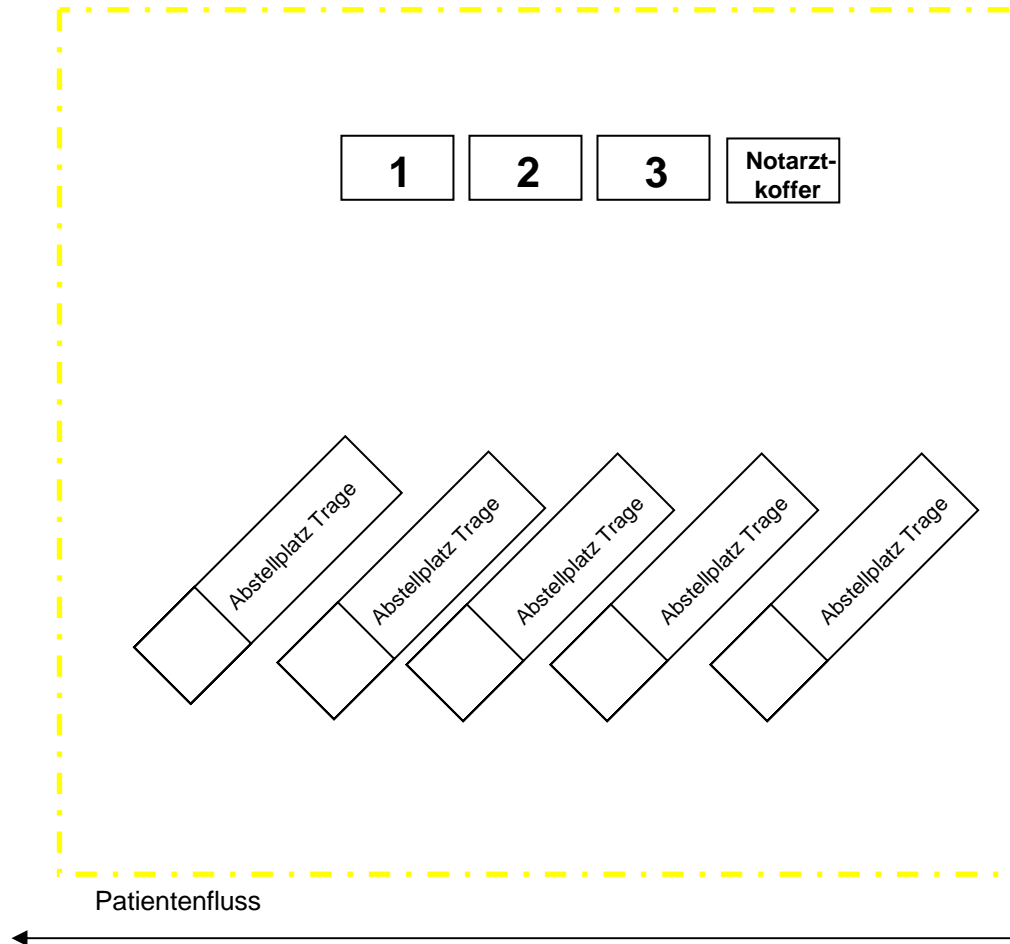 1
2
3
Notarzt-
koffer
Abstellplatz Trage
Abstellplatz Trage
Abstellplatz Trage
Abstellplatz Trage
Abstellplatz Trage
Patientenfluss